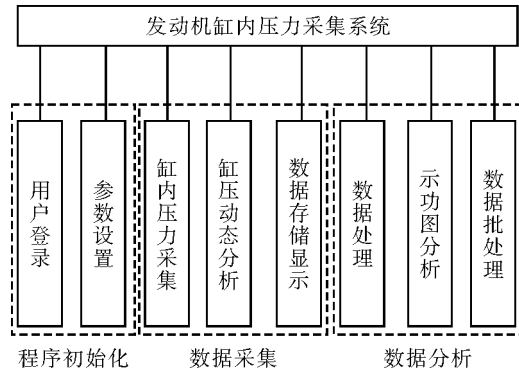 发动机缸内压力采集系统
用户登录
参数设置
缸内压力采集
缸压动态分析
数据存储显示
数据处理
示功图分析
数据批处理
程序初始化
数据采集
数据分析